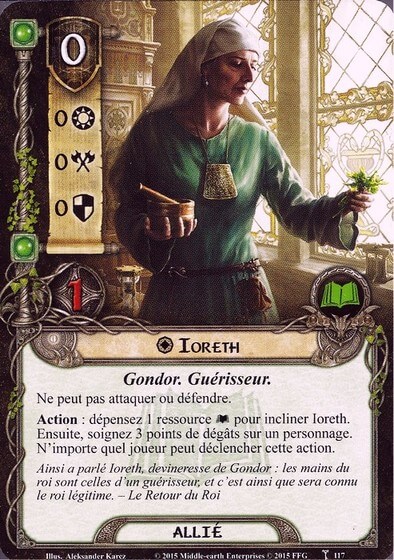 0
0
0
0
1
IORETH
Gondor. Guérisseur.
Ne peut pas attaquer ou défendre.
Action : dépensez 1 ressource pour incliner Ioreth.
Ensuite, soignez 3 points de dégâts sur un personnage.
N'importe quel joueur peut déclencher cette action.
Ainsi a parlé Ioreth, devineresse de Gondor : les mains du
roi sont celles d'un guérisseur, et c'est ainsi que sera connu
le roi légitime. – Le Retour du Roi
ALLIÉ
Illus. Aleksander Karcz © 2015 Middle-earth Enterprises © 2015 FFG 117